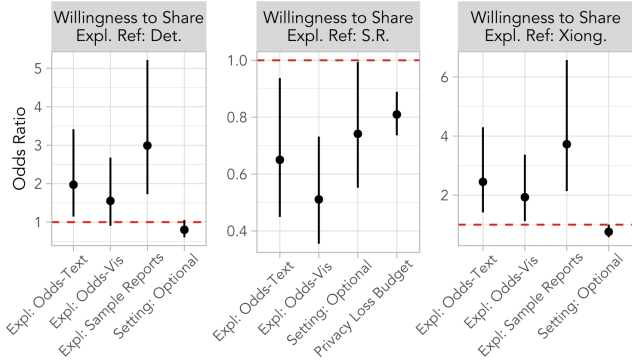 Willingness to Share
Expl. Ref: Det.
Willingness to Share
Expl. Ref: S.R.
Willingness to Share
Expl. Ref: Xiong.
Odds Ratio
5
4
3
2
1
1.0
0.8
0.6
0.4
6
4
2
Expl: Odds-Text
Expl: Odds-Vis
Expl: Sample Reports
Setting: Optional
Expl: Odds-Text
Expl: Odds-Vis
Setting: Optional
Privacy Loss Budget
Expl: Odds-Text
Expl: Odds-Vis
Expl: Sample Reports
Setting: Optional